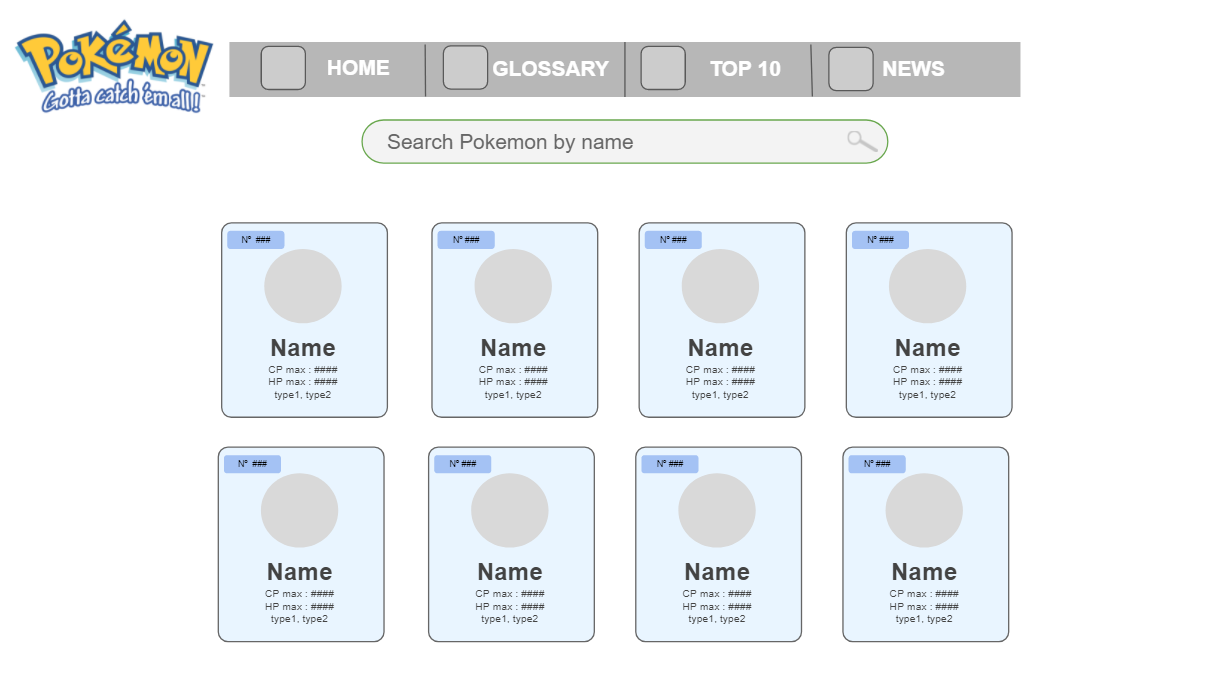 POKéMON
Gotta catch 'em all!
HOME GLOSSARY TOP 10 NEWS
Search Pokemon by name
N° ###
Name
CP max : ####
HP max : ####
type1, type2
N° ###
Name
CP max : ####
HP max : ####
type1, type2
N° ###
Name
CP max : ####
HP max : ####
type1, type2
N° ###
Name
CP max : ####
HP max : ####
type1, type2
N° ###
Name
CP max : ####
HP max : ####
type1, type2
N° ###
Name
CP max : ####
HP max : ####
type1, type2
N° ###
Name
CP max : ####
HP max : ####
type1, type2
N° ###
Name
CP max : ####
HP max : ####
type1, type2